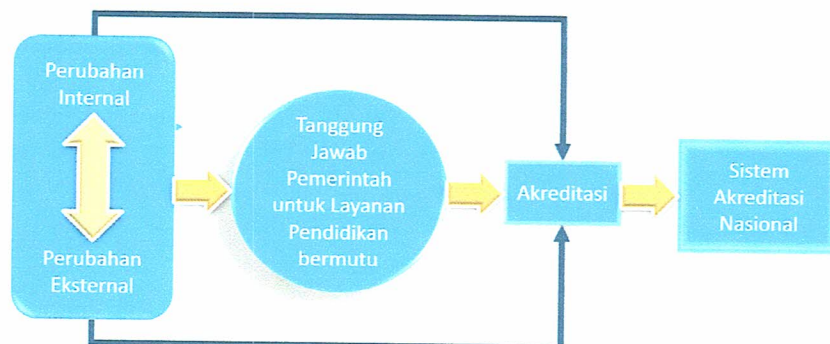 Perubahan
Internal
Perubahan
Eksternal
Tanggung
Jawab
Pemerintah
untuk Layanan
Pendidikan
bermutu
Akreditasi
Sistem
Akreditasi
Nasional